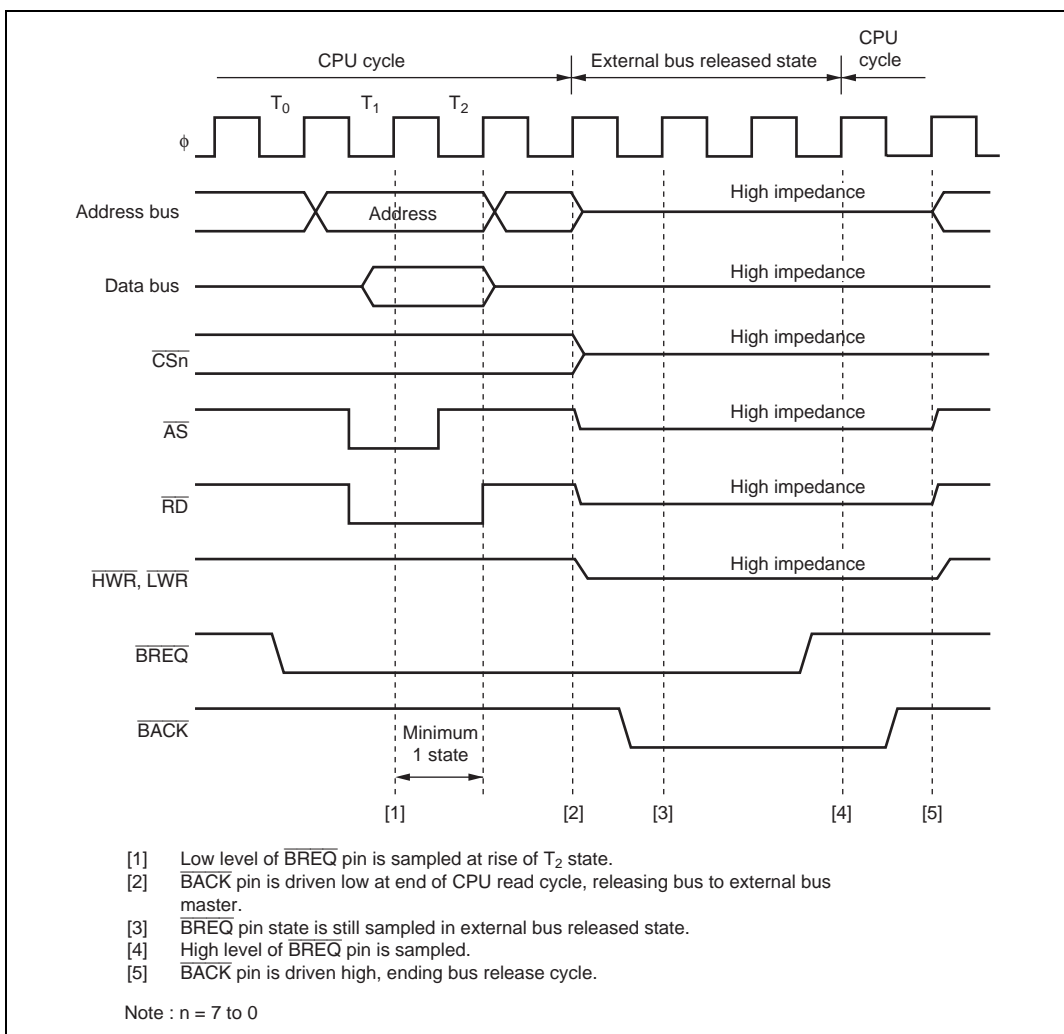 CPU cycle
External bus released state
CPU cycle
T0
T1
T2
ϕ
Address bus
Address
High impedance
Data bus
High impedance
CSn
High impedance
AS
High impedance
RD
High impedance
HWR, LWR
High impedance
BREQ
BACK
Minimum
1 state
[1]
[2]
[3]
[4]
[5]
[1] Low level of BREQ pin is sampled at rise of T2 state.
[2] BACK pin is driven low at end of CPU read cycle, releasing bus to external bus
master.
[3] BREQ pin state is still sampled in external bus released state.
[4] High level of BREQ pin is sampled.
[5] BACK pin is driven high, ending bus release cycle.
Note : n = 7 to 0